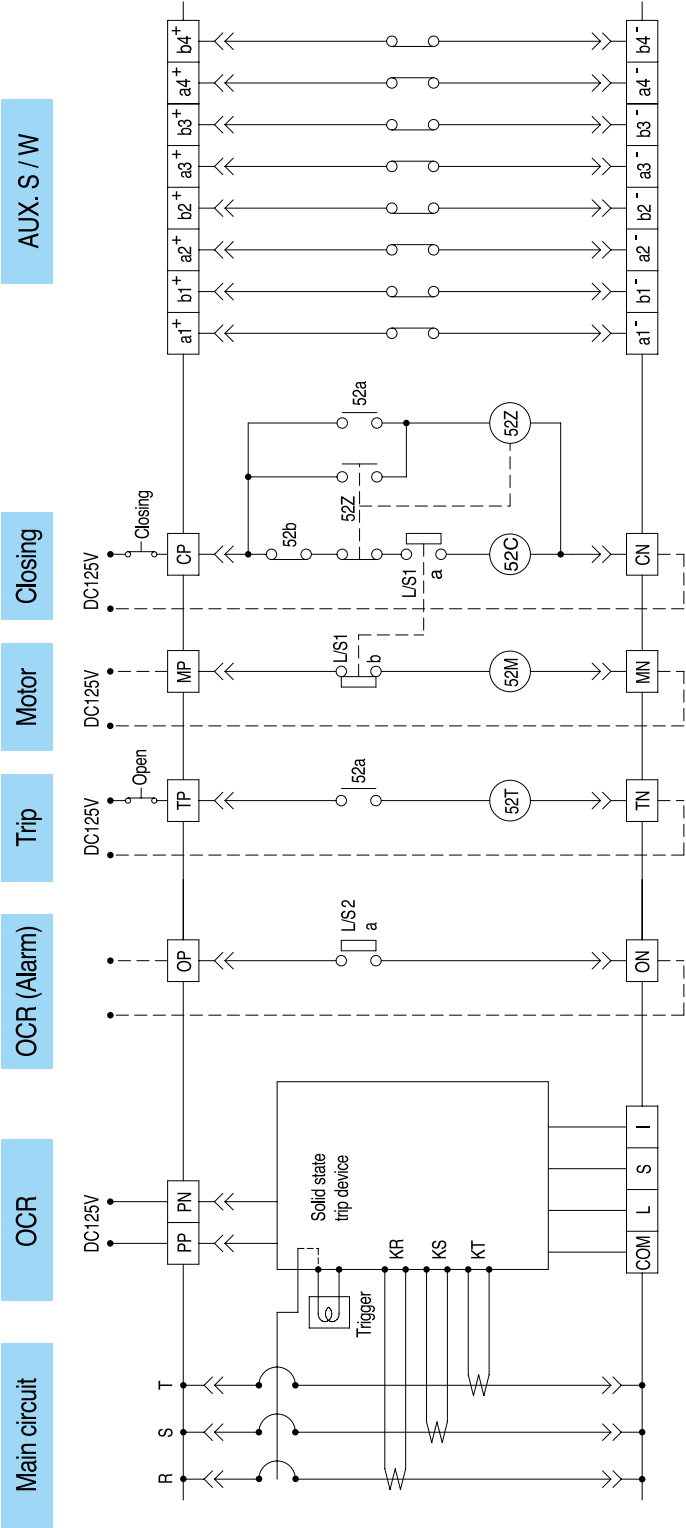 Main circuit
OCR
OCR (Alarm)
Trip
Motor
Closing
AUX. S / W
R
S
T
DC125V
DC125V
DC125V
DC125V
Open
Closing
PP
PN
OP
TP
MP
CP
a1+
b1+
a2+
b2+
a3+
b3+
a4+
b4+
Trigger
Solid state
trip device
KR
KS
KT
L/S2
a
52a
52T
L/S1
b
52M
52b
52Z
52a
L/S1
a
52C
52Z
COM
L
S
I
ON
TN
MN
CN
a1-
b1-
a2-
b2-
a3-
b3-
a4-
b4-